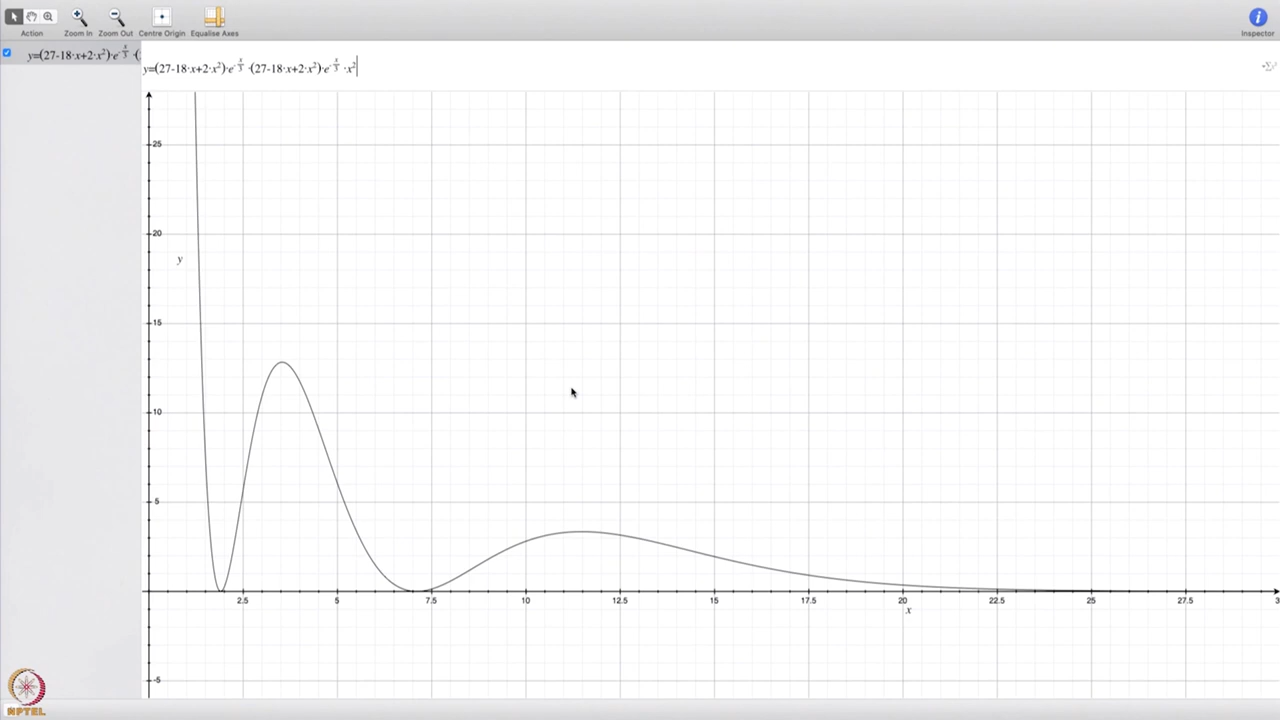 Action
Zoom In
Zoom Out
Centre Origin
Equalise Axes
Inspector
y=(27-18·x+2·x²)·e^-x/3 ·(
y=(27-18·x+2·x²)·e^-x/3 ·(27-18·x+2·x²)·e^-x/3 ·x²
25
20
y
15
10
5
2.5
5
7.5
10
12.5
15
17.5
20
22.5
25
27.5
3
x
-5
NPTEL